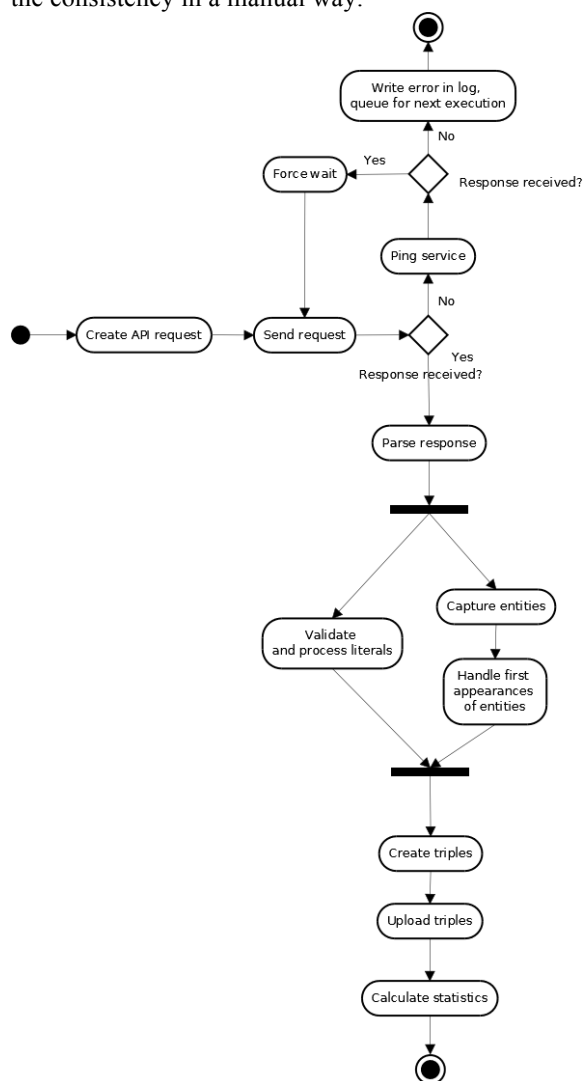 the consistency in a manual way.
Write error in log,
queue for next execution
No
Yes
Force wait
Response received?
Ping service
No
Create API request
Send request
Yes
Response received?
Parse response
Capture entities
Validate
and process literals
Handle first
appearances
of entities
Create triples
Upload triples
Calculate statistics